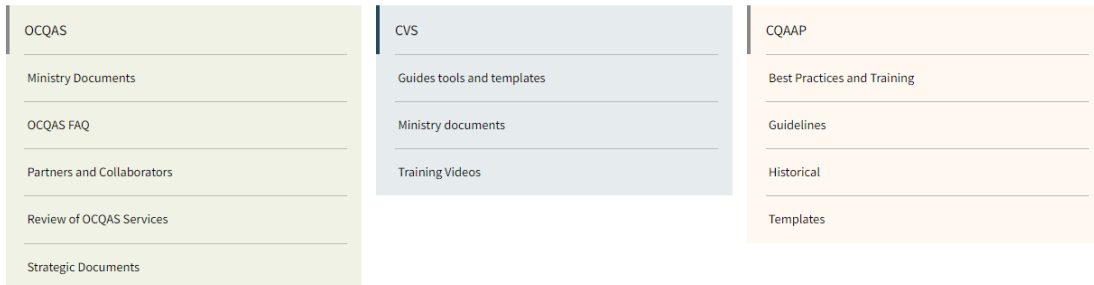 OCQAS
Ministry Documents
OCQAS FAQ
Partners and Collaborators
Review of OCQAS Services
Strategic Documents
CVS
Guides tools and templates
Ministry documents
Training Videos
CQAAP
Best Practices and Training
Guidelines
Historical
Templates